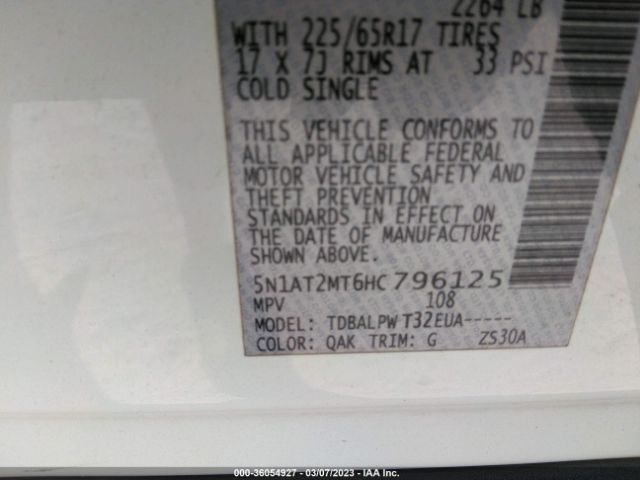 2264 LB
WITH 225/65R17 TIRES
17 X 7J RIMS AT 33 PSI
COLD SINGLE
THIS VEHICLE CONFORMS TO
ALL APPLICABLE FEDERAL
MOTOR VEHICLE SAFETY AND
THEFT PREVENTION
STANDARDS IN EFFECT ON
THE DATE OF MANUFACTURE
SHOWN ABOVE.
5N1AT2MT6HC796125
MPV 108
MODEL: TDBALPW T32EUA-----
COLOR: QAK TRIM: G ZS30A
000-36054927 - 03/07/2023 - IAA Inc.